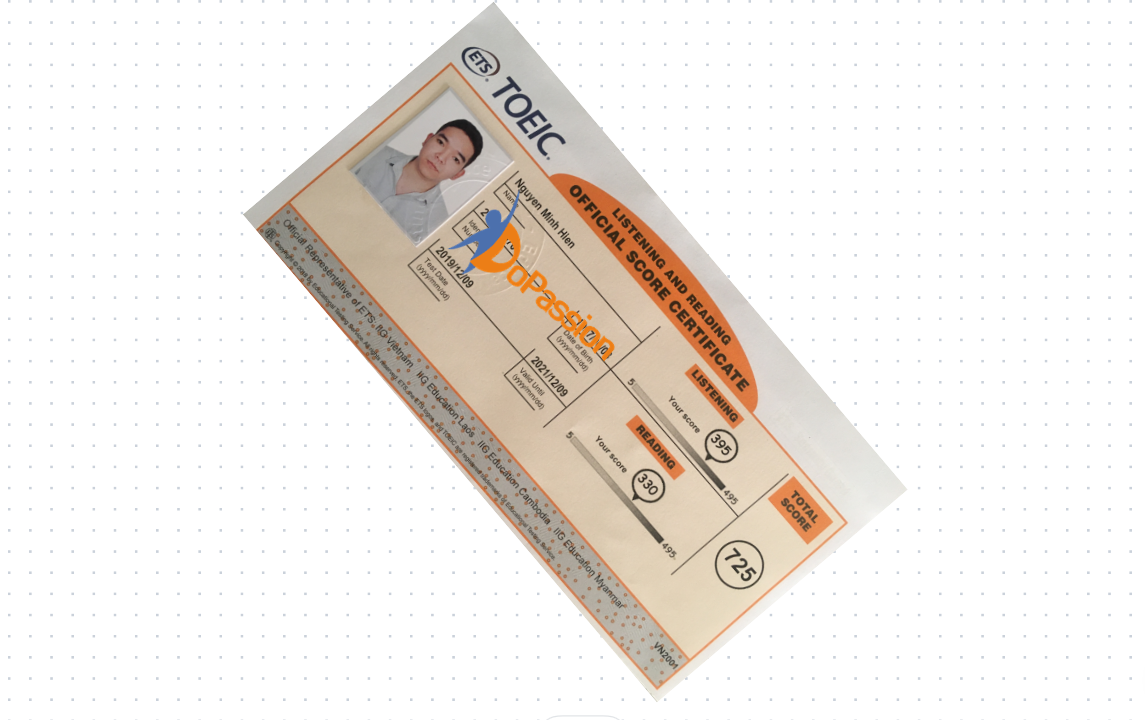 ETS
TOEIC
LISTENING AND READING
OFFICIAL SCORE CERTIFICATE
Nguyen Minh Hien
Name
2019/12/09
Test Date
(yyyy/mm/dd)
Date of Birth
(yyyy/mm/dd)
2021/12/09
Valid Until
(yyyy/mm/dd)
DoPassion
LISTENING
Your score
395
5
495
READING
Your score
330
5
495
TOTAL
SCORE
725
Official Representative of ETS: IIG Vietnam IIG Education Laos IIG Education Cambodia IIG Education Myanmar
VN2001